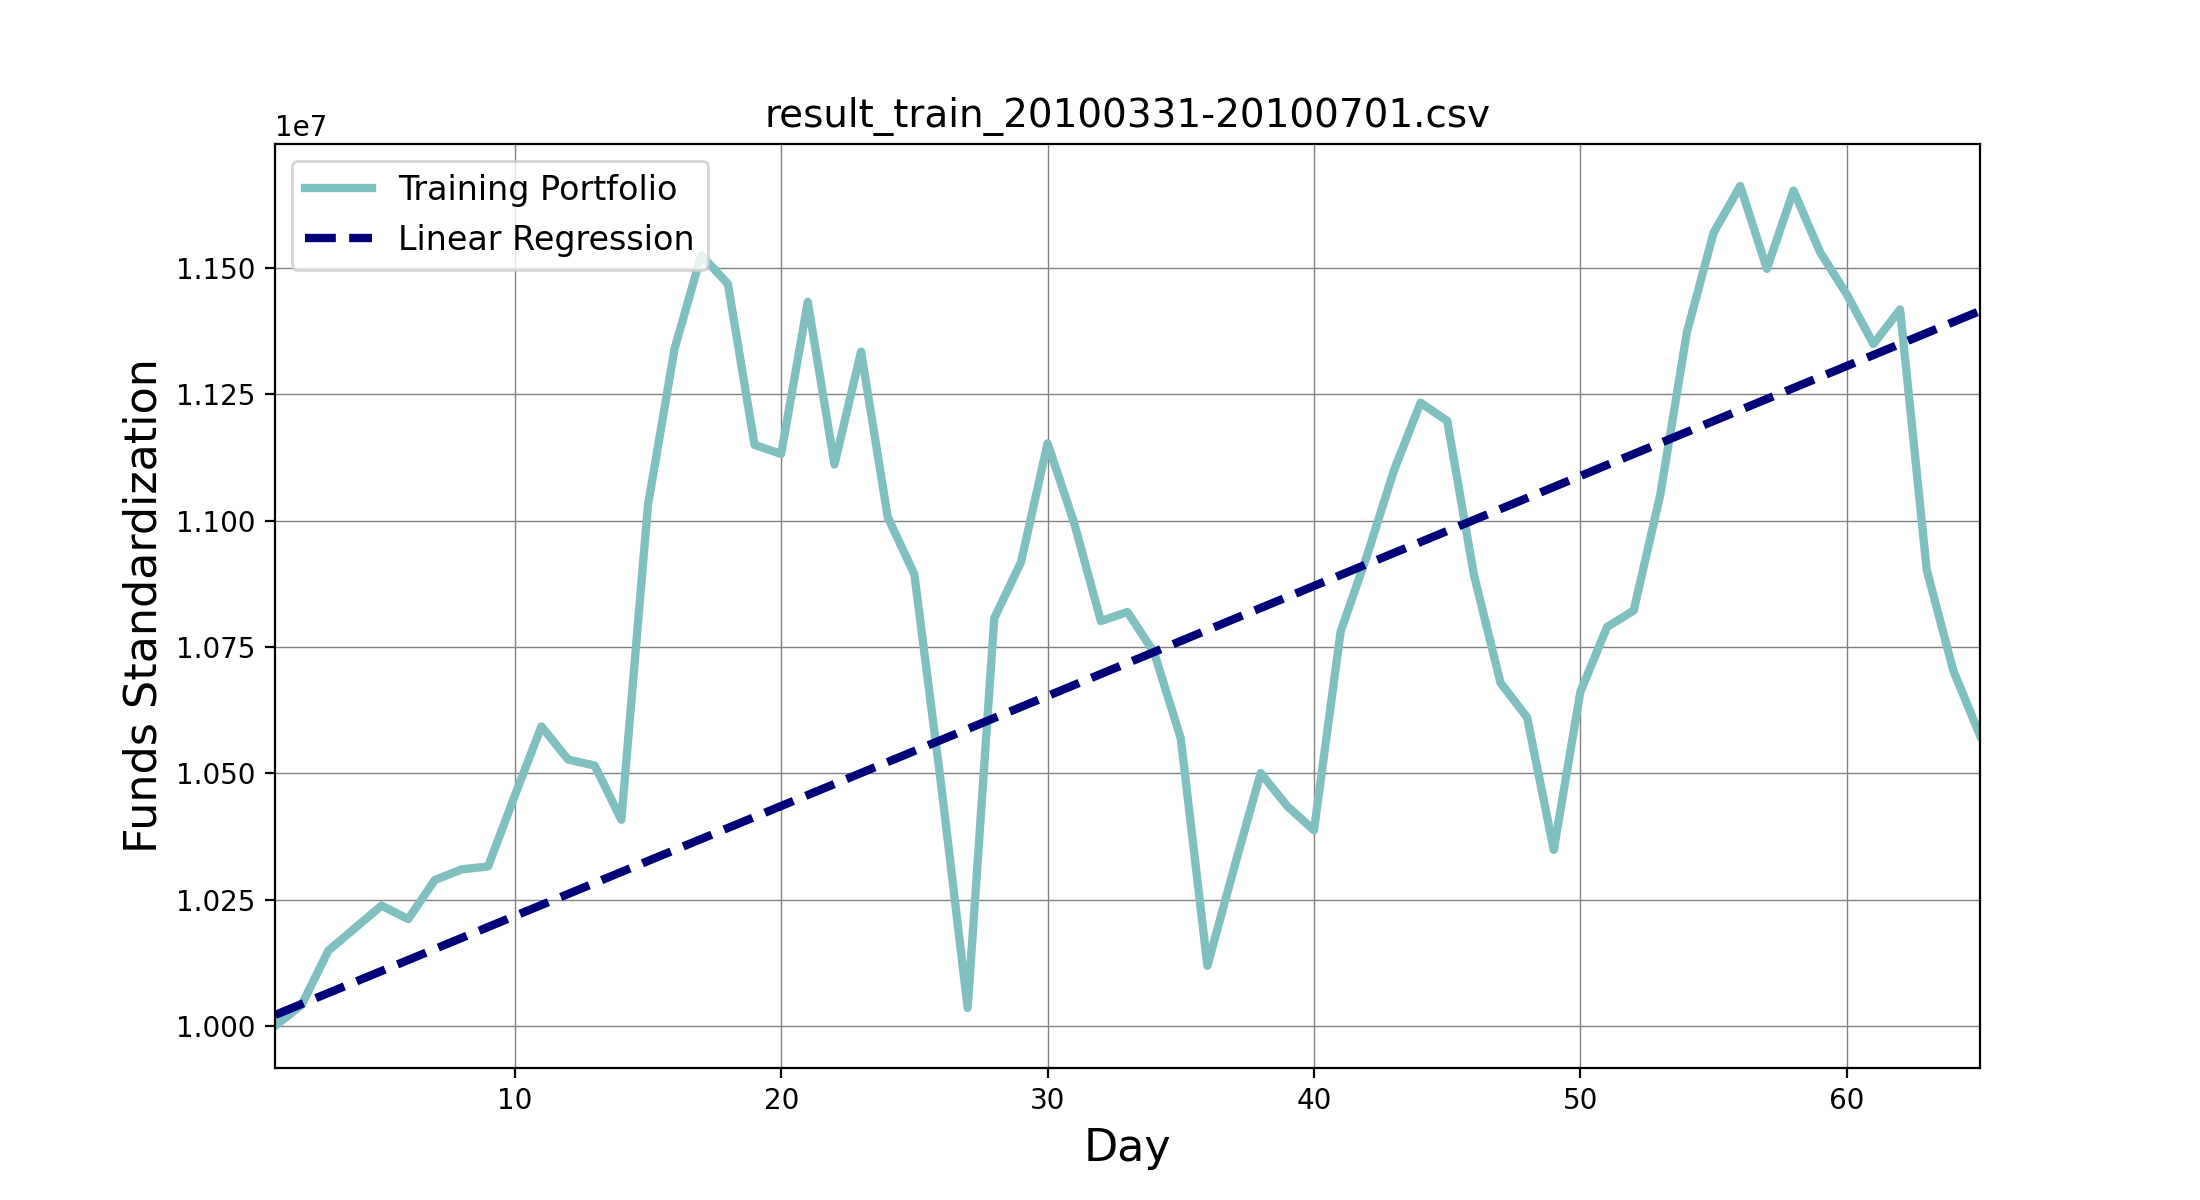 result_train_20100331-20100701.csv
1e7
Training Portfolio
Linear Regression
1.150
1.125
1.100
1.075
1.050
1.025
1.000
Funds Standardization
10 20 30 40 50 60
Day